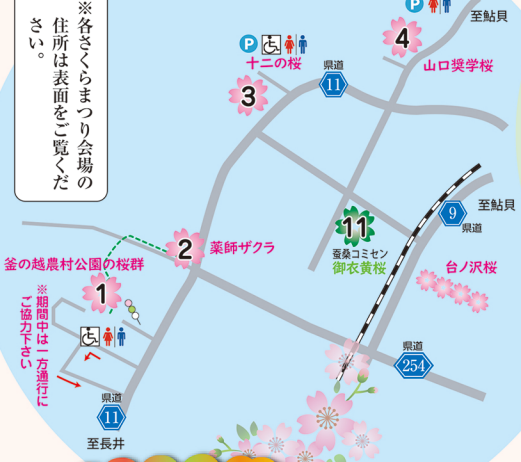 ※各さくらまつり会場の
住所は表面をご覧くだ
さい。
P
至鮎貝
4
山口奨学桜
P
十二の桜
3
県道
11
11
蚕桑コミセン
御衣黄桜
9
県道
至鮎貝
台ノ沢桜
2
薬師ザクラ
釜の越農村公園の桜群
1
※期間中は一方通行に
ご協力下さい
県道
254
県道
11
至長井